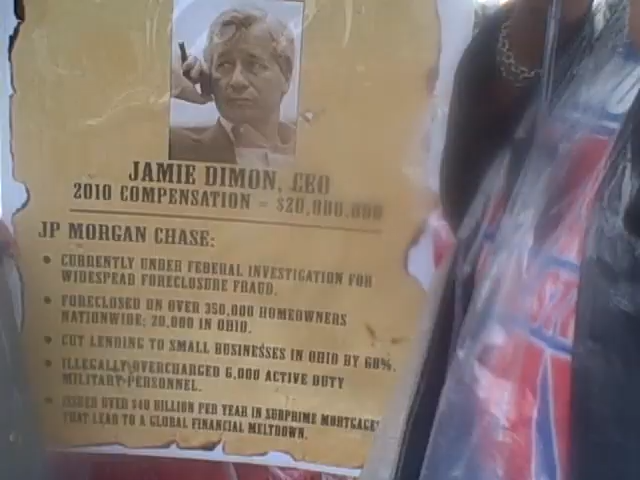 JAMIE DIMON, CEO
2010 COMPENSATION = $20,000,000
JP MORGAN CHASE:
• CURRENTLY UNDER FEDERAL INVESTIGATION FOR
WIDESPEAD FORECLOSURE FRAUD.
• FORECLOSED ON OVER 350,000 HOMEOWNERS
NATIONWIDE; 20,000 IN OHIO.
• CUT LENDING TO SMALL BUSINESSES IN OHIO BY 60%.
• ILLEGALLY OVERCHARGED 6,000 ACTIVE DUTY
MILITARY PERSONNEL.
• ISSUED OVER $40 BILLION PER YEAR IN SUBPRIME MORTGAGES
THAT LEAD TO A GLOBAL FINANCIAL MELTDOWN.